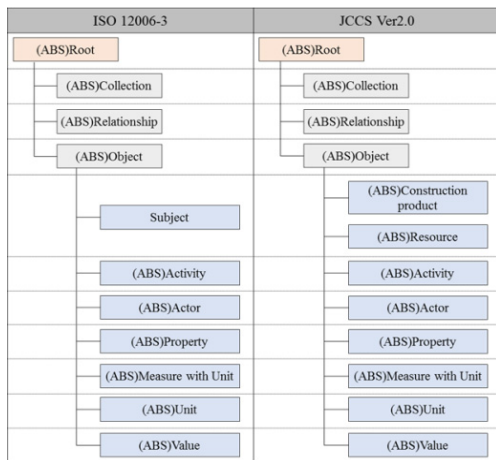 ISO 12006-3 JCCS Ver2.0
(ABS)Root (ABS)Root
(ABS)Collection (ABS)Collection
(ABS)Relationship (ABS)Relationship
(ABS)Object (ABS)Object
Subject
(ABS)Construction
product
(ABS)Resource
(ABS)Activity (ABS)Activity
(ABS)Actor (ABS)Actor
(ABS)Property (ABS)Property
(ABS)Measure with Unit (ABS)Measure with Unit
(ABS)Unit (ABS)Unit
(ABS)Value (ABS)Value